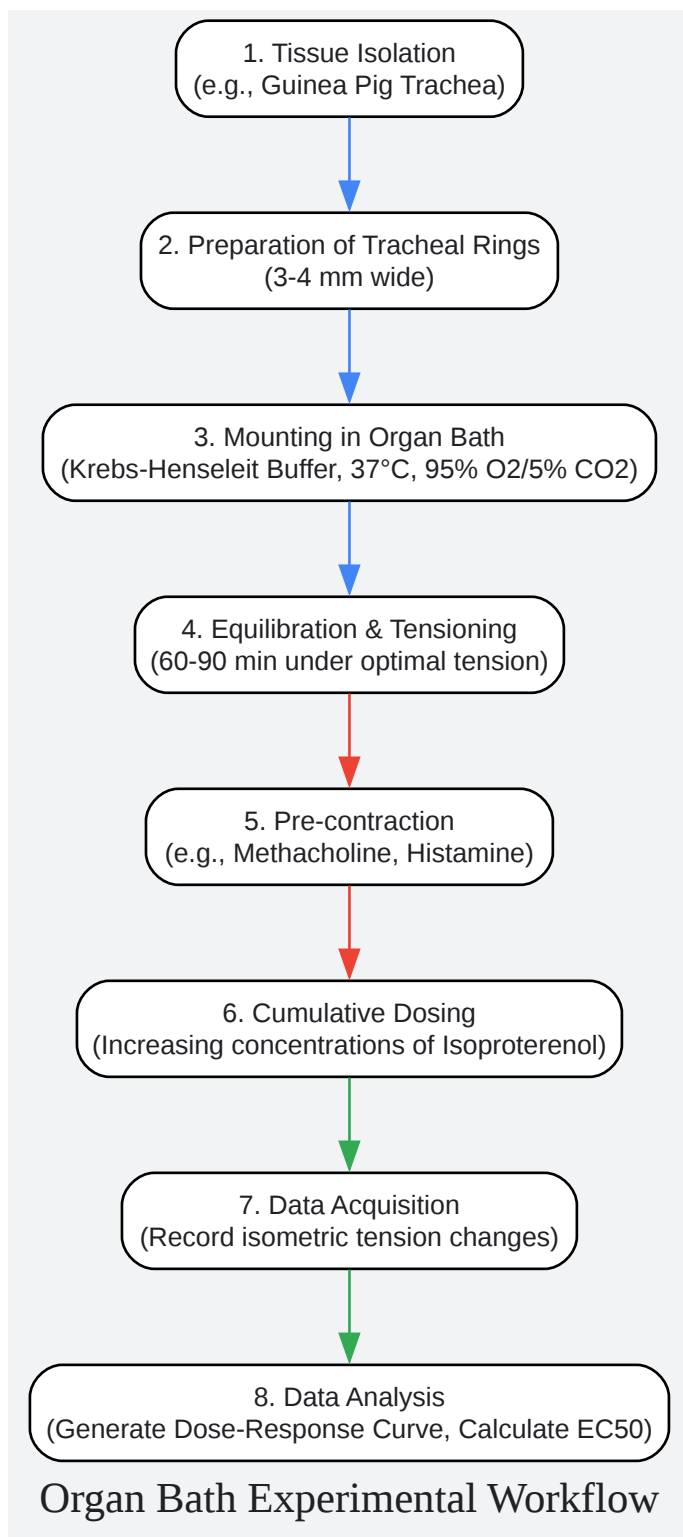 1. Tissue Isolation
(e.g., Guinea Pig Trachea)
2. Preparation of Tracheal Rings
(3-4 mm wide)
3. Mounting in Organ Bath
(Krebs-Henseleit Buffer, 37°C, 95% O2/5% CO2)
4. Equilibration & Tensioning
(60-90 min under optimal tension)
5. Pre-contraction
(e.g., Methacholine, Histamine)
6. Cumulative Dosing
(Increasing concentrations of Isoproterenol)
7. Data Acquisition
(Record isometric tension changes)
8. Data Analysis
(Generate Dose-Response Curve, Calculate EC50)
Organ Bath Experimental Workflow